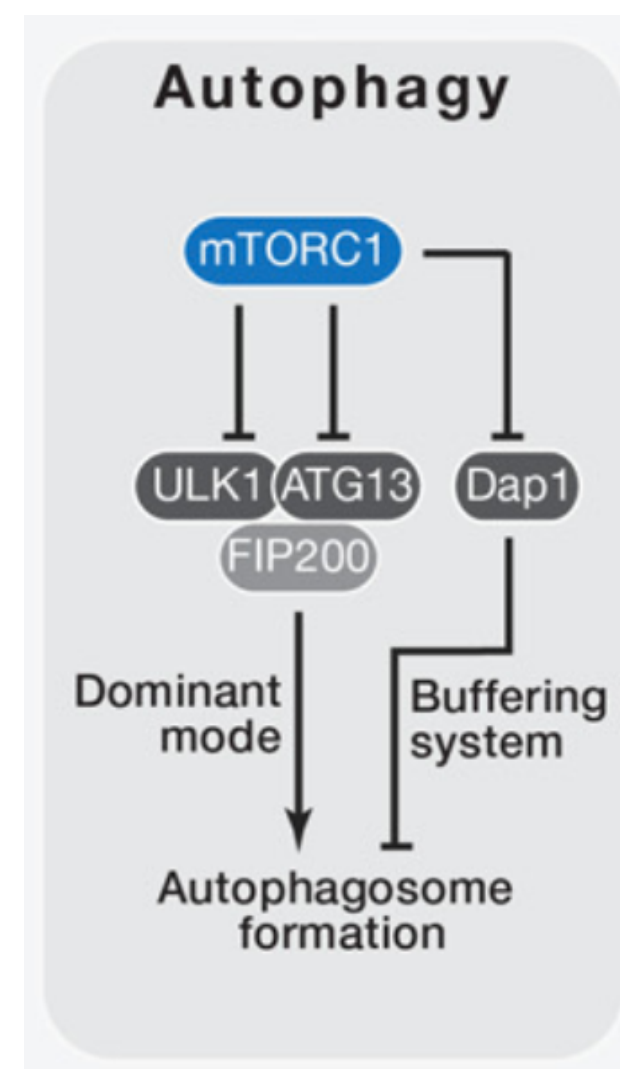 Autophagy
mTORC1
ULK1 ATG13 Dap1
FIP200
Dominant
mode
Buffering
system
Autophagosome
formation